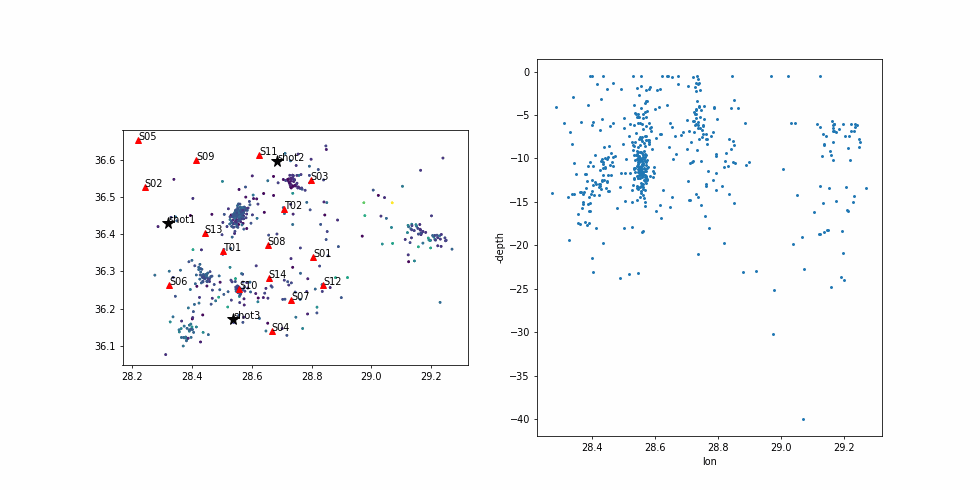 S05
S09
S11
shot2
S03
S02
T02
shot1
S13
T01
S08
S01
S06
S14
S10
S12
S07
shot3
S04
36.6
36.5
36.4
36.3
36.2
36.1
28.2 28.4 28.6 28.8 29.0 29.2
0
−5
−10
−15
−20
−25
−30
−35
−40
-depth
28.4 28.6 28.8 29.0 29.2
lon